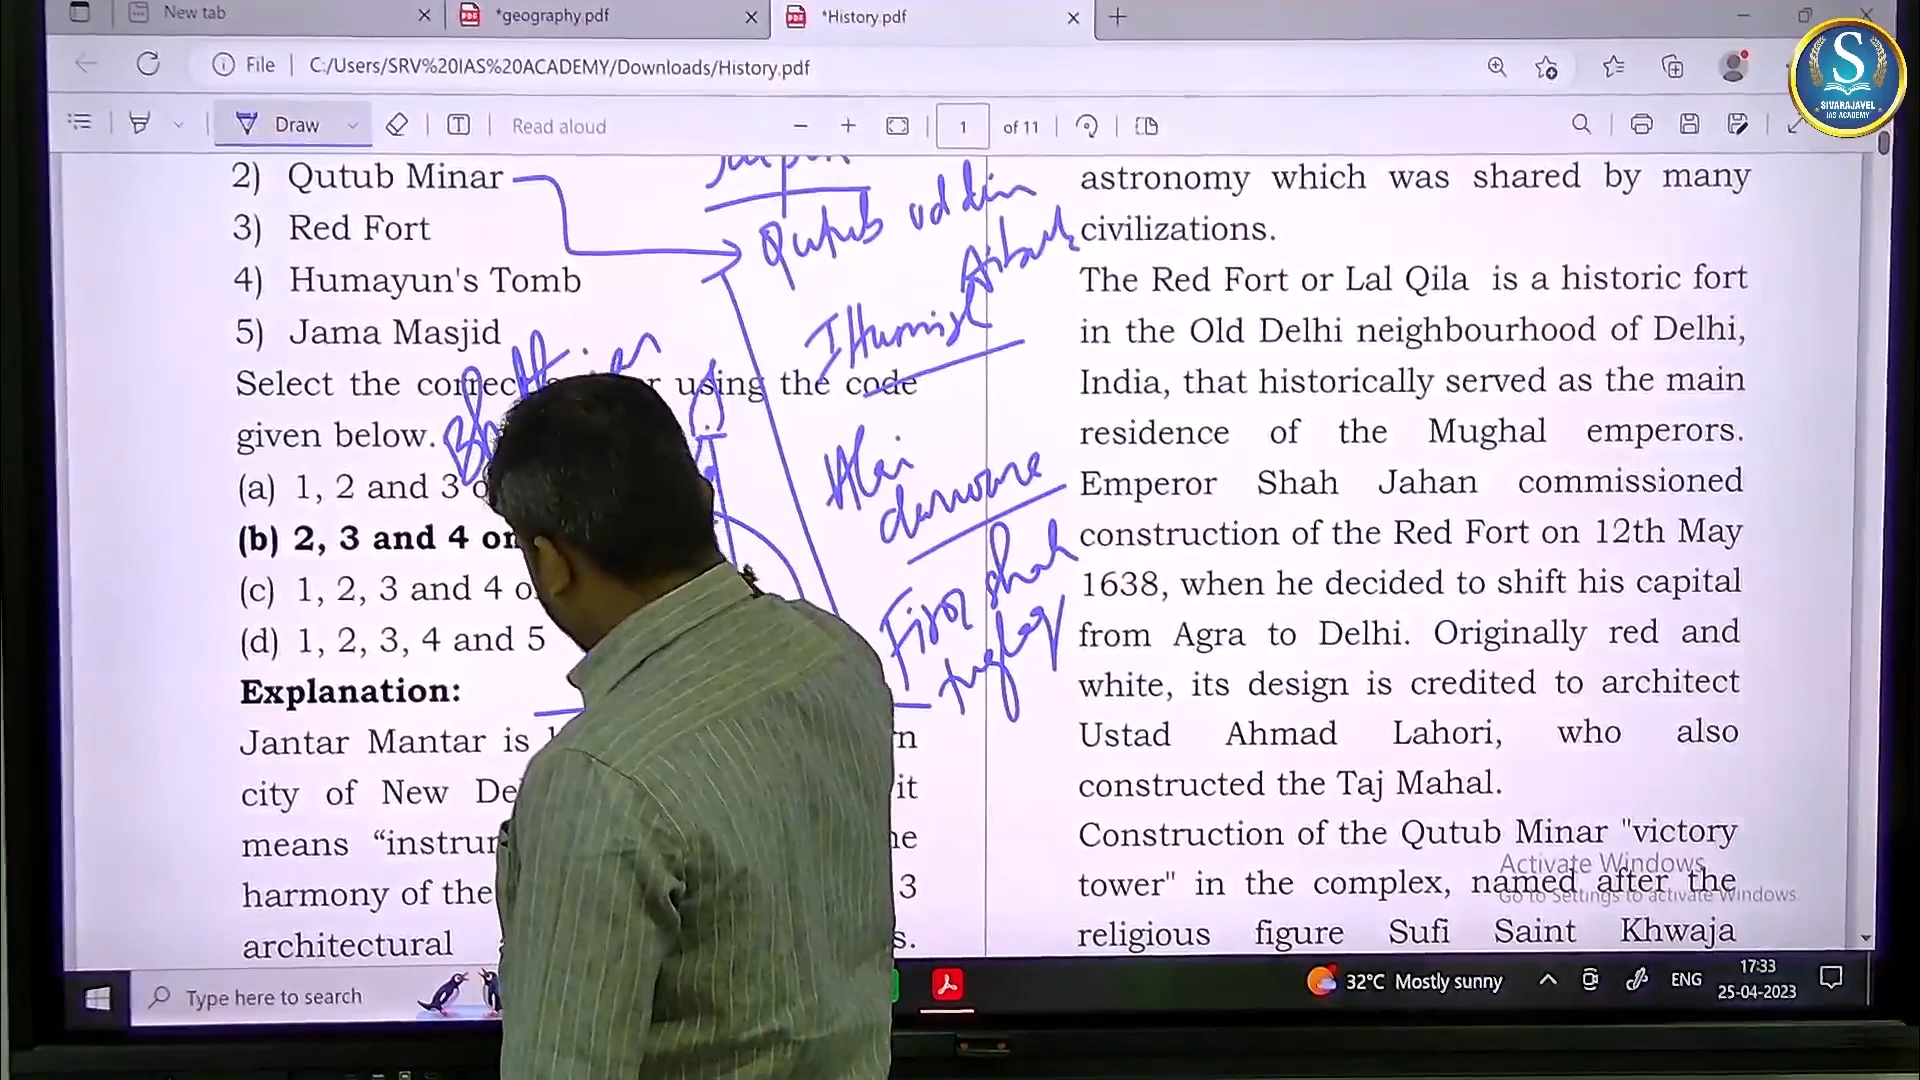 New tab
*geography.pdf
*History.pdf
File
C:/Users/SRV%20IAS%20ACADEMY/Downloads/History.pdf
S
SIVARAJAVEL
IAS ACADEMY
Draw
Read aloud
1
of 11
2) Qutub Minar
3) Red Fort
4) Humayun's Tomb
5) Jama Masjid
Select the correc r using the code
given below.
(a) 1, 2 and 3 o
(b) 2, 3 and 4 on
(c) 1, 2, 3 and 4 o
(d) 1, 2, 3, 4 and 5
Explanation:
Jantar Mantar is
city of New De it
means “instru
harmony of the 3
architectural s.
Qutub uddin
Aibak
Alai
Firoz shah
tuglaq
astronomy which was shared by many
civilizations.
The Red Fort or Lal Qila is a historic fort
in the Old Delhi neighbourhood of Delhi,
India, that historically served as the main
residence of the Mughal emperors.
Emperor Shah Jahan commissioned
construction of the Red Fort on 12th May
1638, when he decided to shift his capital
from Agra to Delhi. Originally red and
white, its design is credited to architect
Ustad Ahmad Lahori, who also
constructed the Taj Mahal.
Construction of the Qutub Minar "victory
tower" in the complex, named after the
religious figure Sufi Saint Khwaja
Activate Windows
Go to Settings to activate Windows
Type here to search
32°C Mostly sunny
ENG
17:33
25-04-2023